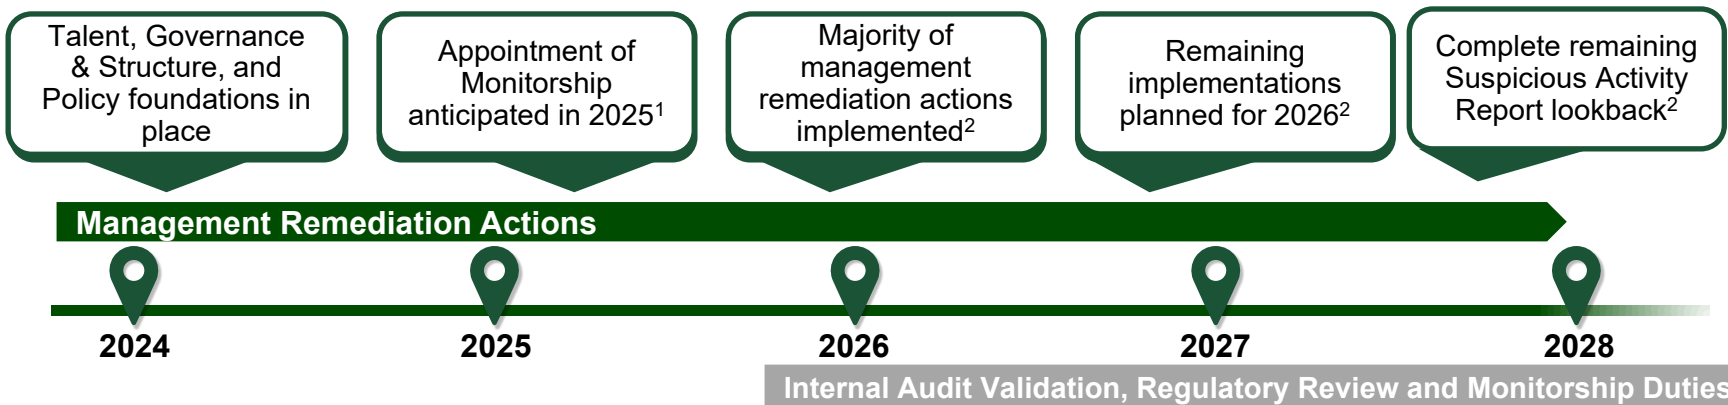 Talent, Governance
& Structure, and
Policy foundations in
place
Appointment of
Monitorship
anticipated in 2025¹
Majority of
management
remediation actions
implemented²
Remaining
implementations
planned for 2026²
Complete remaining
Suspicious Activity
Report lookback²
Management Remediation Actions
2024
2025
2026
2027
2028
Internal Audit Validation, Regulatory Review and Monitorship Duties